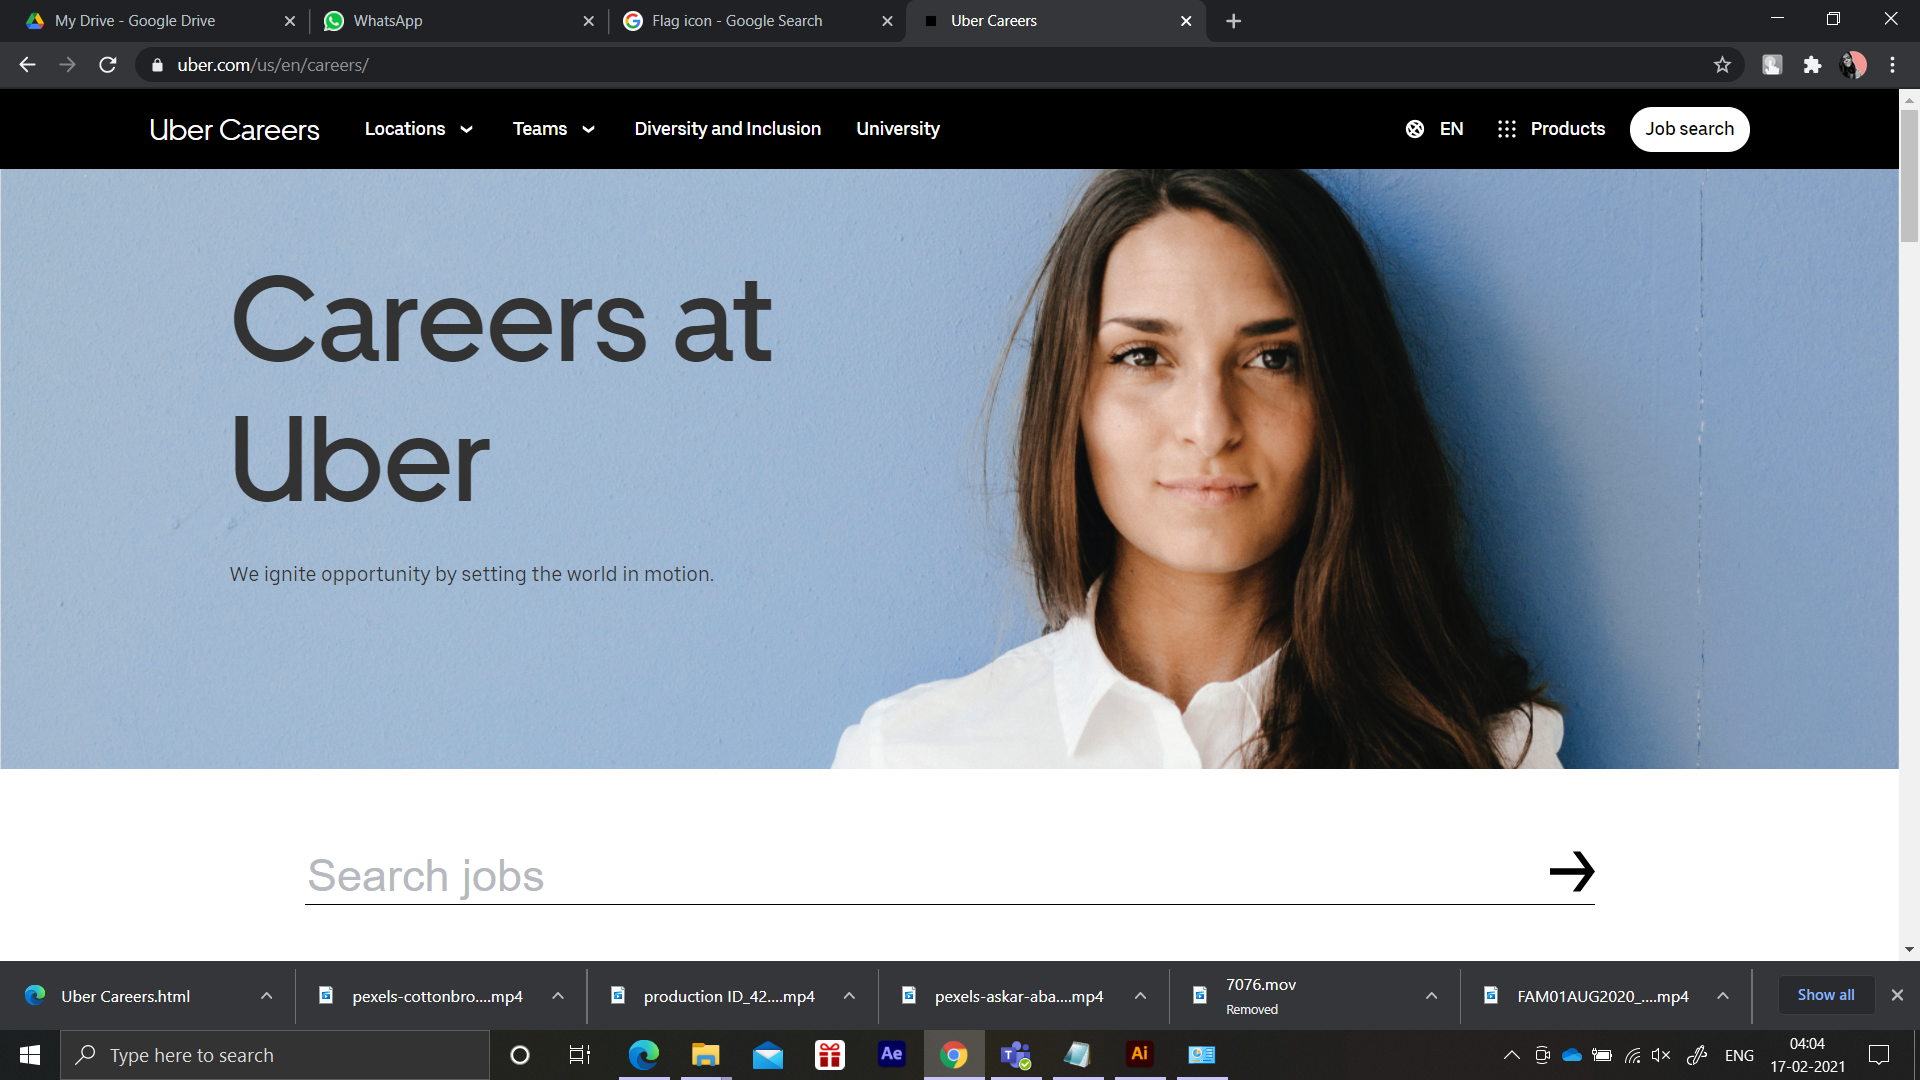 My Drive - Google Drive
WhatsApp
Flag icon - Google Search
Uber Careers
uber.com/us/en/careers/
Uber Careers
Locations
Teams
Diversity and Inclusion
University
EN
Products
Job search
Careers at
Uber
We ignite opportunity by setting the world in motion.
Search jobs
Uber Careers.html
pexels-cottonbro....mp4
production ID_42....mp4
pexels-askar-aba....mp4
7076.mov
Removed
FAM01AUG2020_....mp4
Show all
Type here to search
Ae
Ai
ENG
04:04
17-02-2021